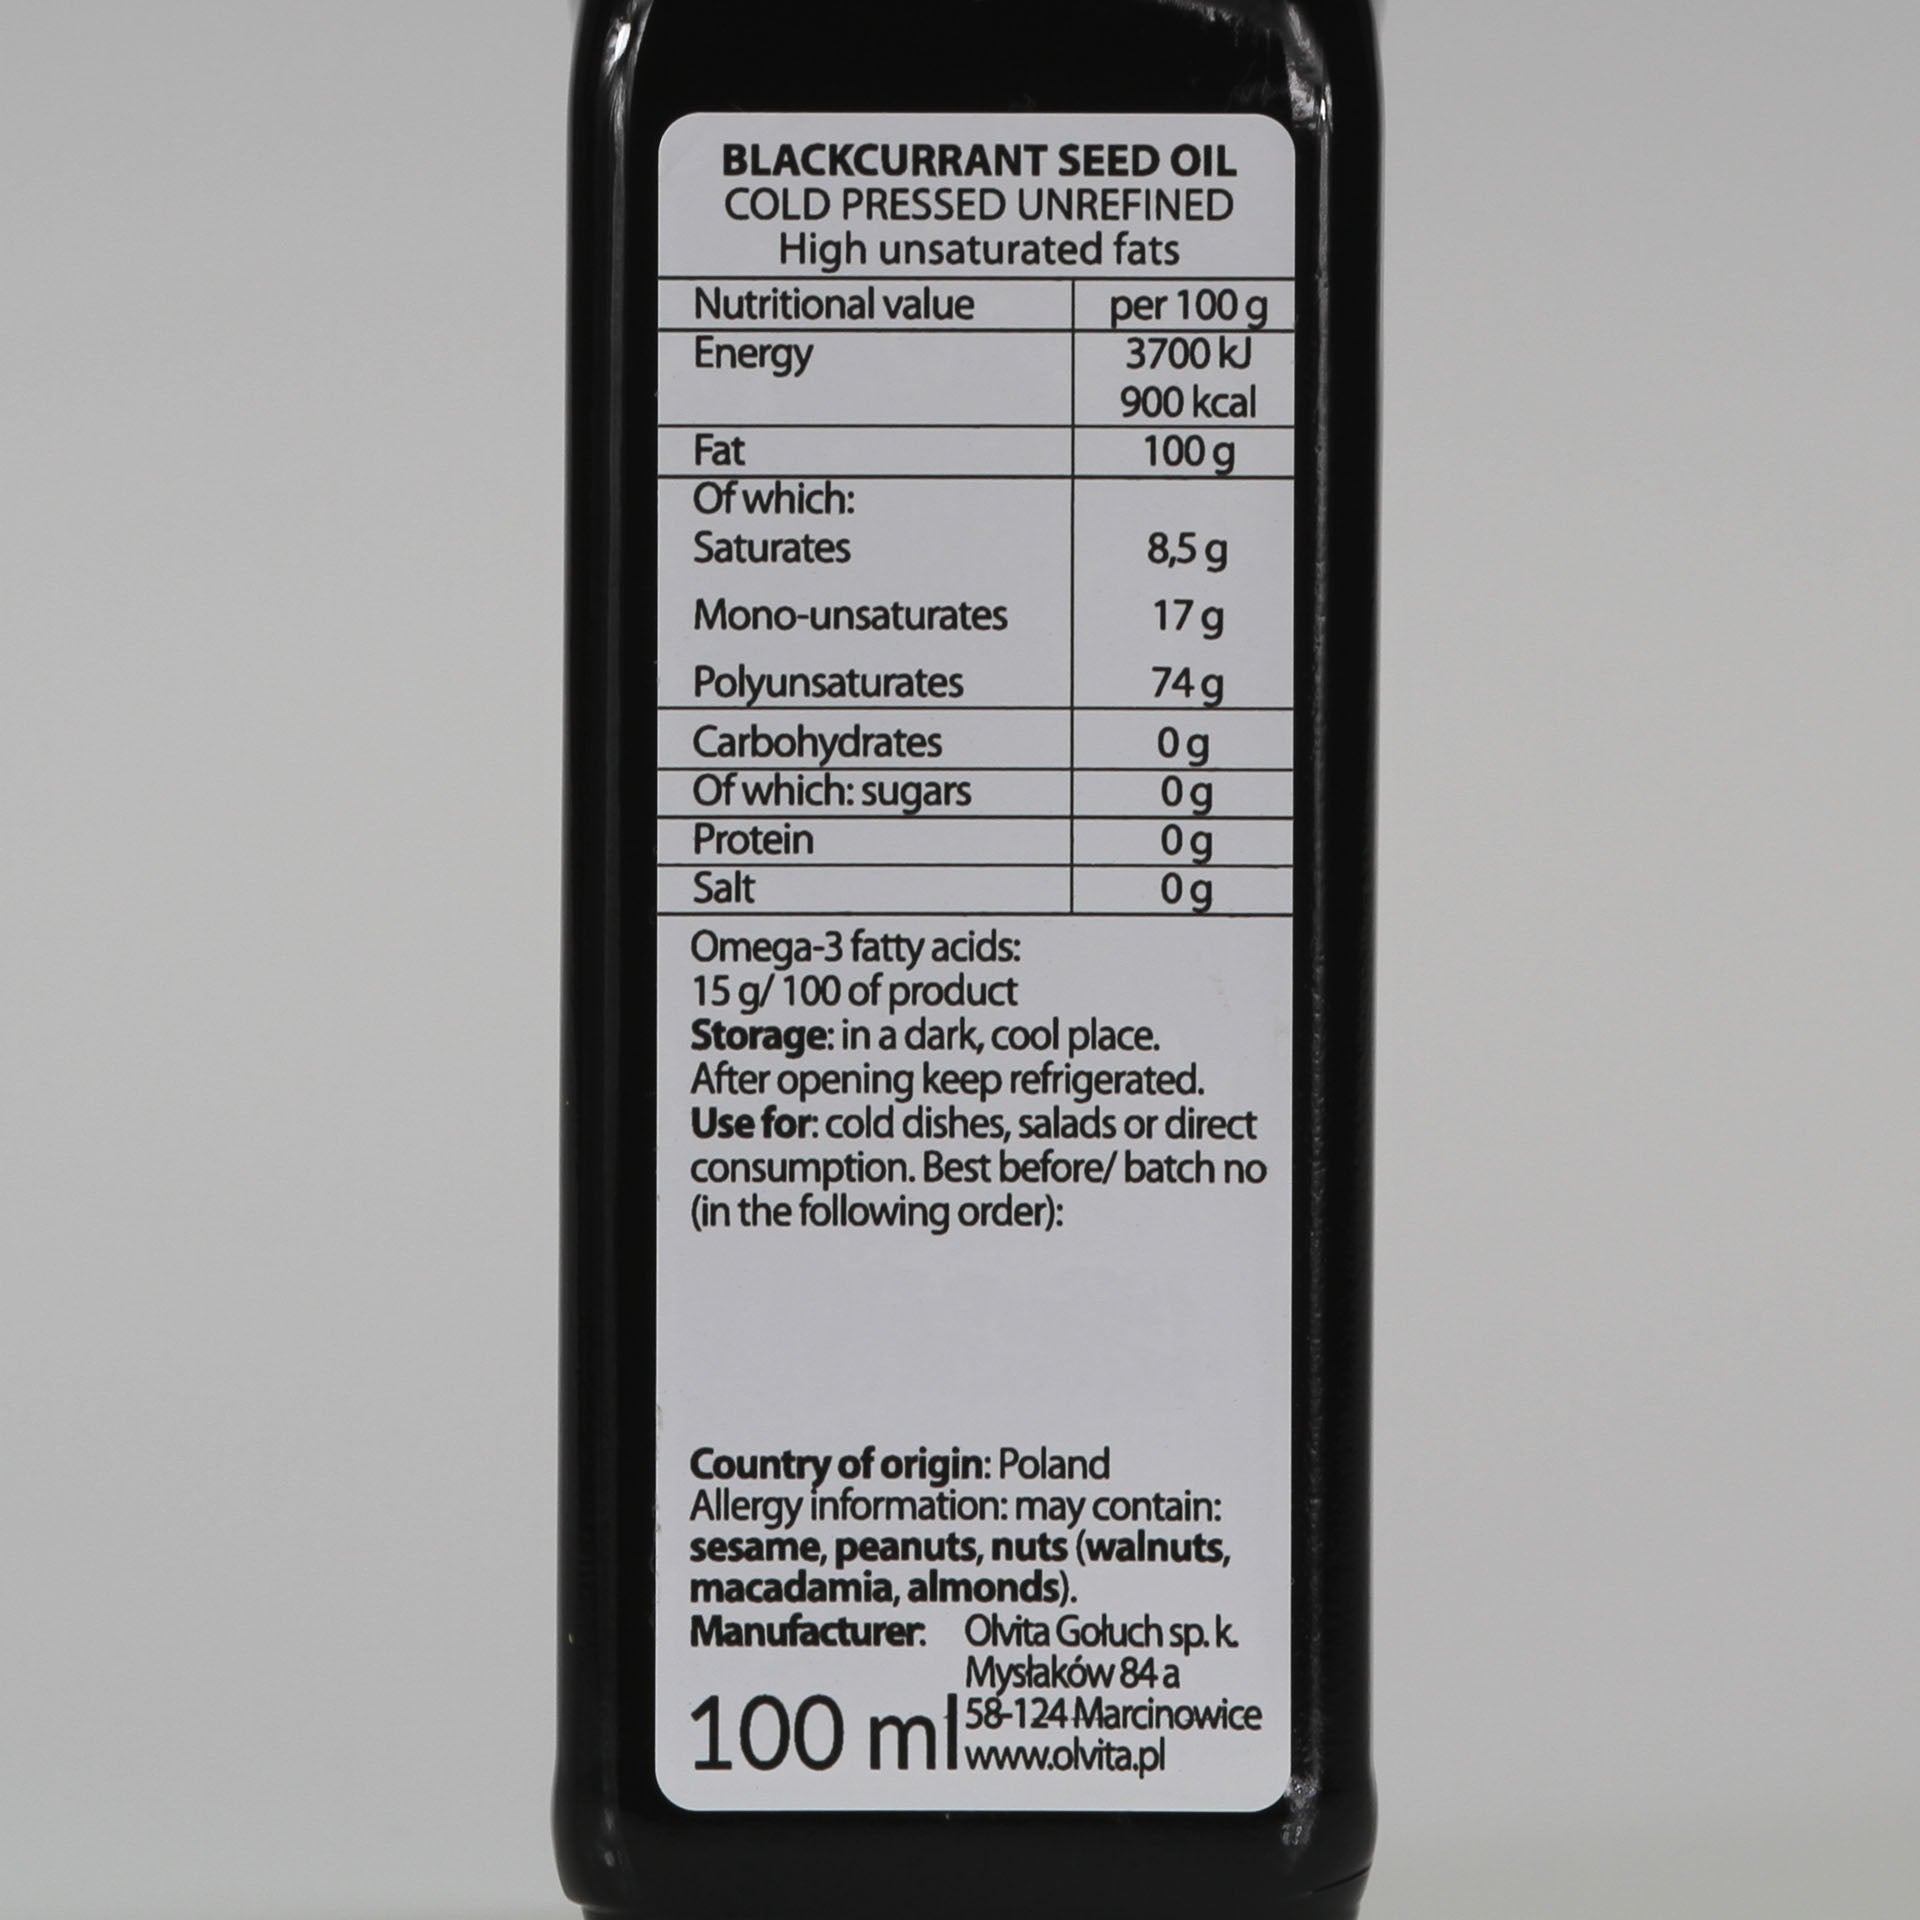 BLACKCURRANT SEED OIL
COLD PRESSED UNREFINED
High unsaturated fats
Nutritional value per 100 g
Energy 3700 kJ
900 kcal
Fat 100 g
Of which:
Saturates 8,5 g
Mono-unsaturates 17 g
Polyunsaturates 74 g
Carbohydrates 0 g
Of which: sugars 0 g
Protein 0 g
Salt 0 g
Omega-3 fatty acids:
15 g/ 100 of product
Storage: in a dark, cool place.
After opening keep refrigerated.
Use for: cold dishes, salads or direct
consumption. Best before/ batch no
(in the following order):
Country of origin: Poland
Allergy information: may contain:
sesame, peanuts, nuts (walnuts,
macadamia, almonds).
Manufacturer: Olvita Gołuch sp. k.
Mysłaków 84 a
58-124 Marcinowice
www.olvita.pl
100 ml